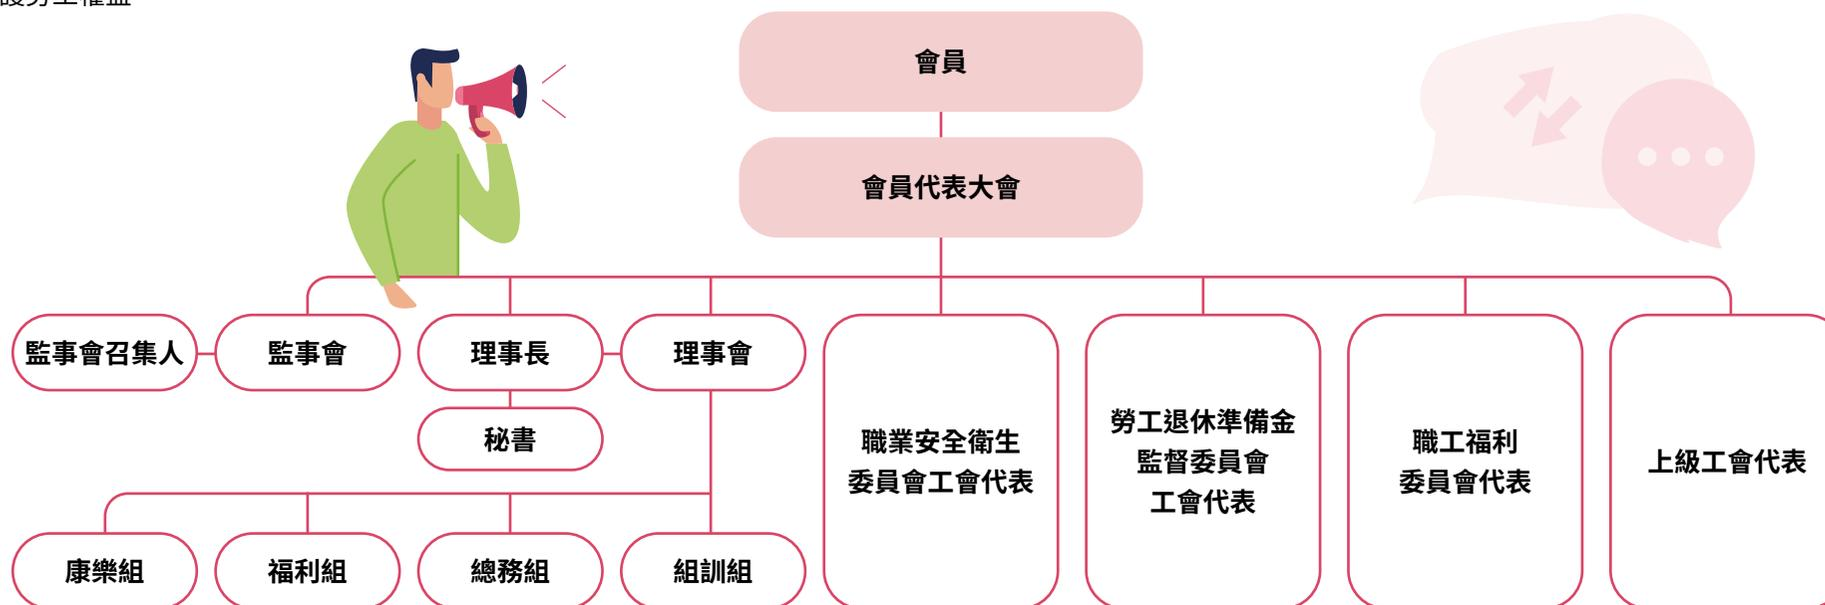 會員
會員代表大會
監事會召集人
監事會
理事長
理事會
秘書
職業安全衛生
委員會工會代表
勞工退休準備金
監督委員會
工會代表
職工福利
委員會代表
上級工會代表
康樂組
福利組
總務組
組訓組